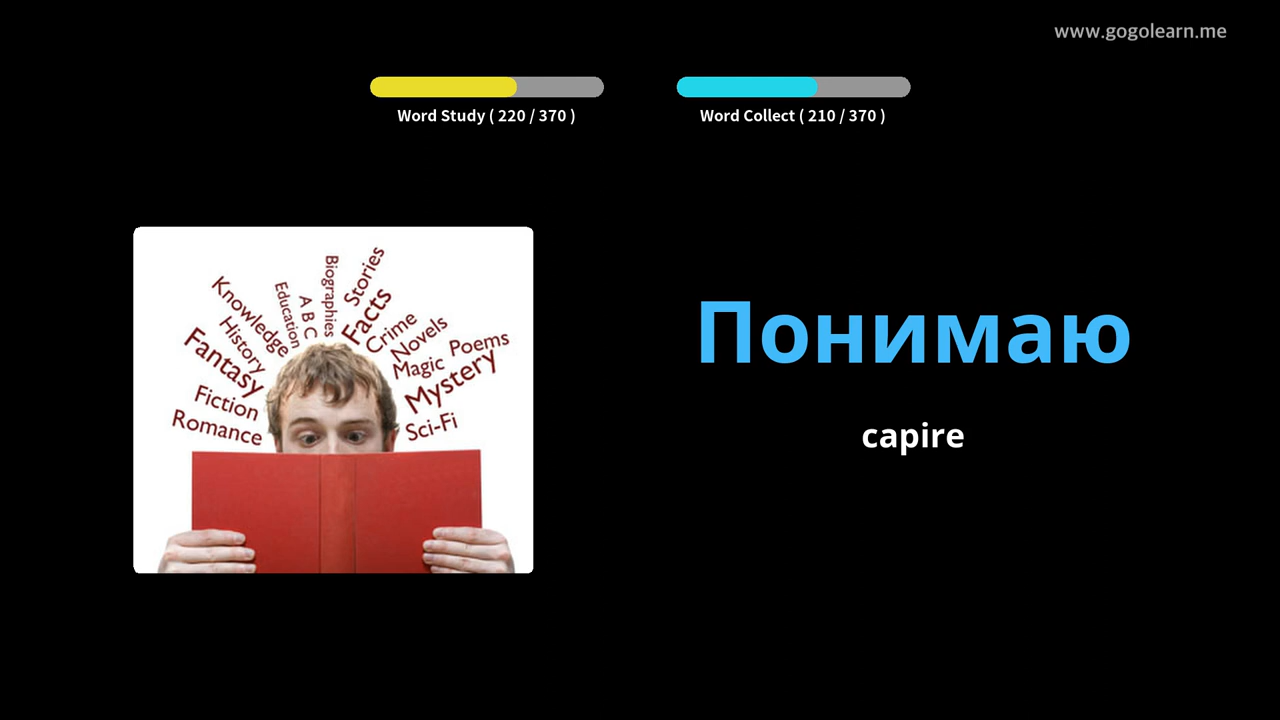 www.gogolearn.me
Word Study ( 220 / 370 )
Word Collect ( 210 / 370 )
Knowledge
History
Fantasy
Fiction
Romance
Education
A B C
Biographies
Stories
Facts
Crime
Novels
Magic
Poems
Mystery
Sci-Fi
Понимаю
capire